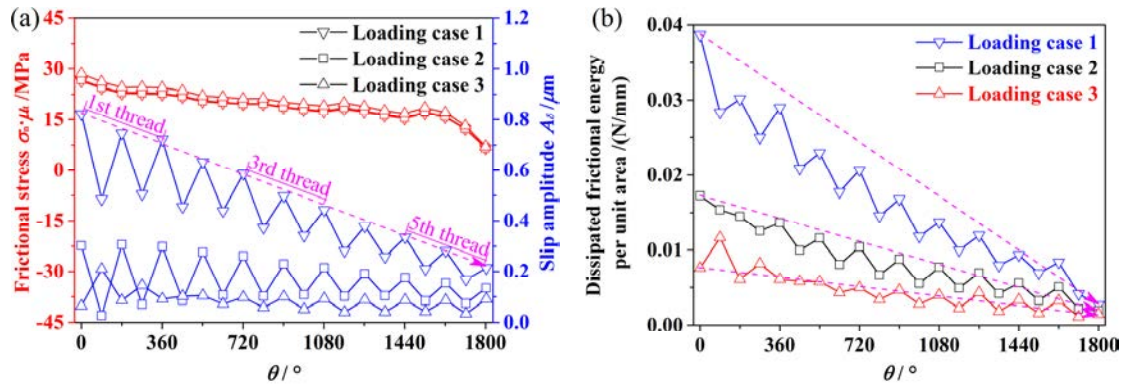 (a)
45
30
15
0
-15
-30
-45
Frictional stress σₙ·μ /MPa
Loading case 1
Loading case 2
Loading case 3
1st thread
3rd thread
5th thread
1.2
1.0
0.8
0.6
0.4
0.2
0.0
Slip amplitude Aδ /μm
0 360 720 1080 1440 1800
θ / °
(b)
0.04
0.03
0.02
0.01
0.00
Dissipated frictional energy
per unit area /(N/mm)
Loading case 1
Loading case 2
Loading case 3
0 360 720 1080 1440 1800
θ / °